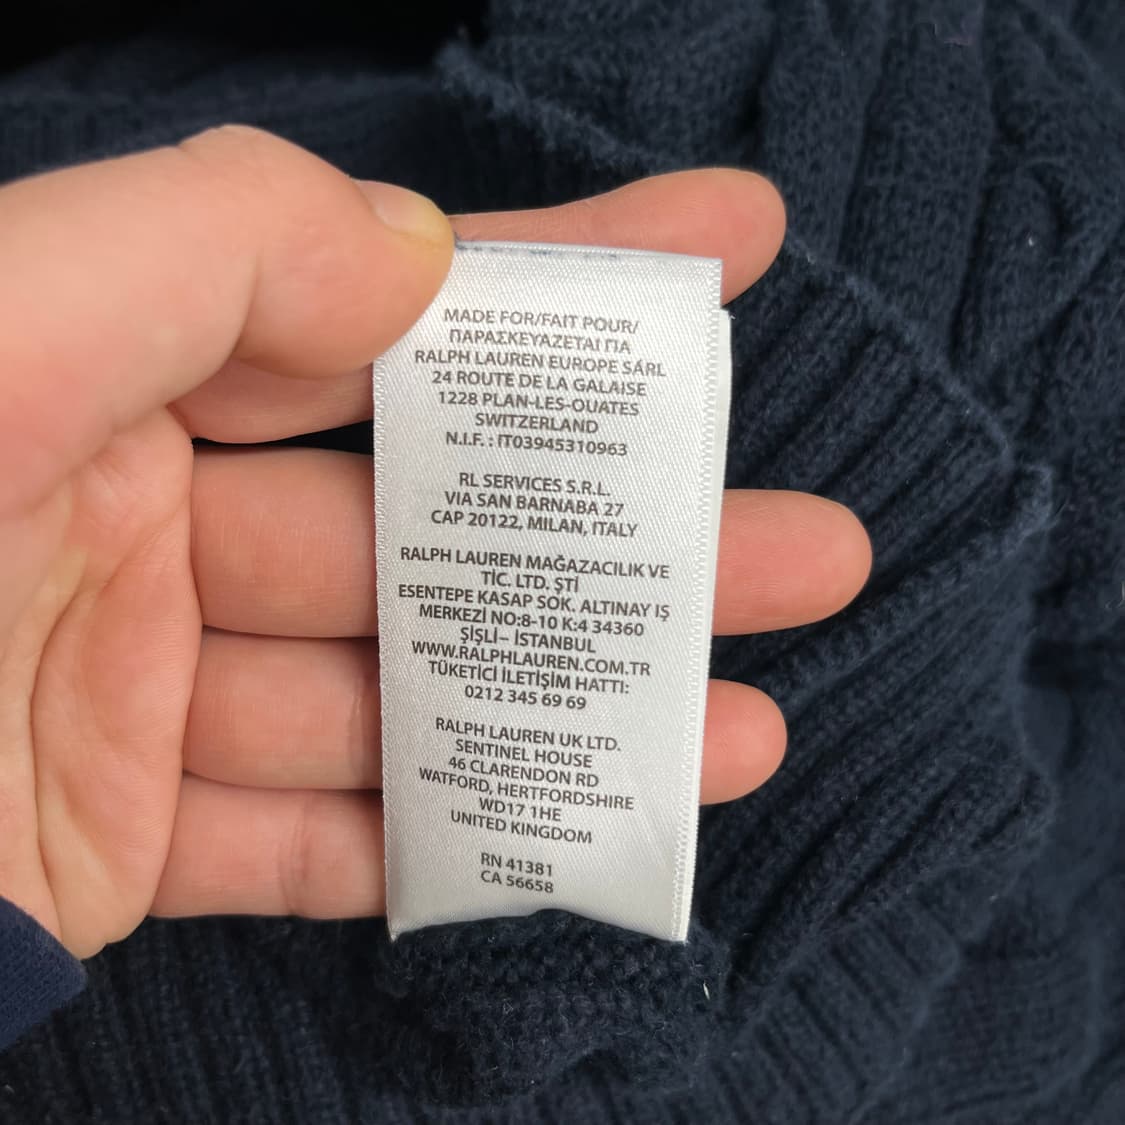 MADE FOR/FAIT POUR/
ΠΑΡΑΣΚΕΥΑΖΕΤΑΙ ΓΙΑ
RALPH LAUREN EUROPE SÁRL
24 ROUTE DE LA GALAISE
1228 PLAN-LES-OUATES
SWITZERLAND
N.I.F. : IT03945310963
RL SERVICES S.R.L.
VIA SAN BARNABA 27
CAP 20122, MILAN, ITALY
RALPH LAUREN MAĞAZACILIK VE
TİC. LTD. ŞTİ
ESENTEPE KASAP SOK. ALTINAY IŞ
MERKEZİ NO:8-10 K:4 34360
ŞİŞLİ– İSTANBUL
WWW.RALPHLAUREN.COM.TR
TÜKETİCİ İLETİŞİM HATTI:
0212 345 69 69
RALPH LAUREN UK LTD.
SENTINEL HOUSE
46 CLARENDON RD
WATFORD, HERTFORDSHIRE
WD17 1HE
UNITED KINGDOM
RN 41381
CA 56658